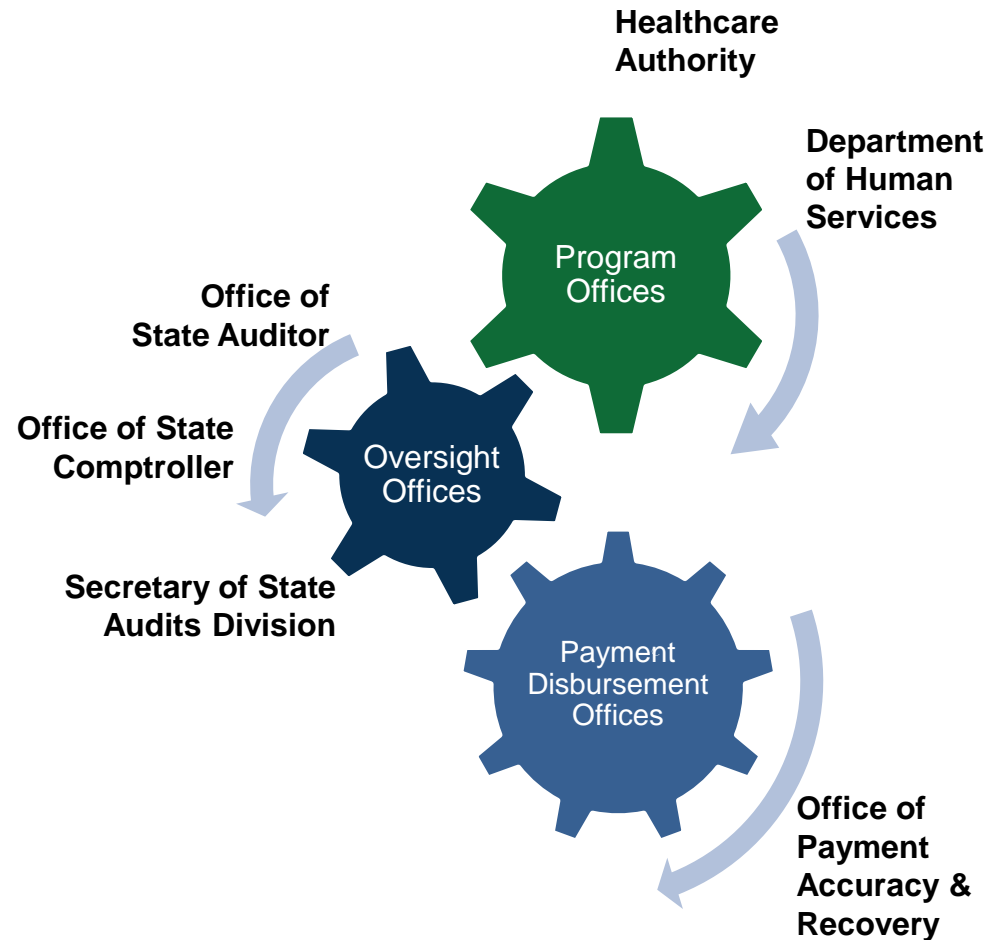 Healthcare
Authority
Department
of Human
Services
Program
Offices
Office of
State Auditor
Office of State
Comptroller
Oversight
Offices
Secretary of State
Audits Division
Payment
Disbursement
Offices
Office of
Payment
Accuracy &
Recovery